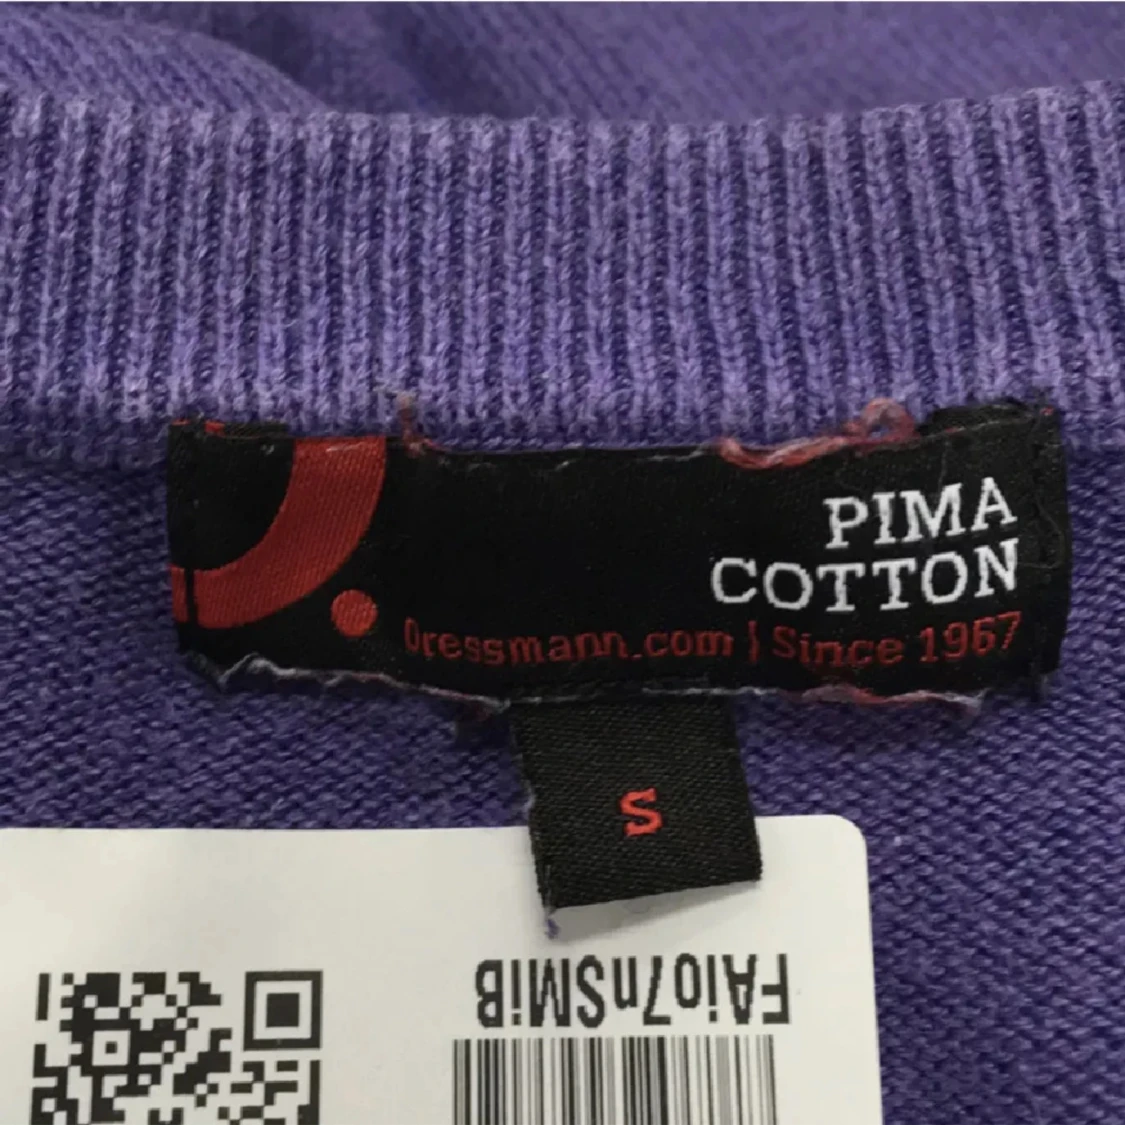 PIMA
COTTON
Dressmann.com | Since 1967
S
FAio7nSMiB